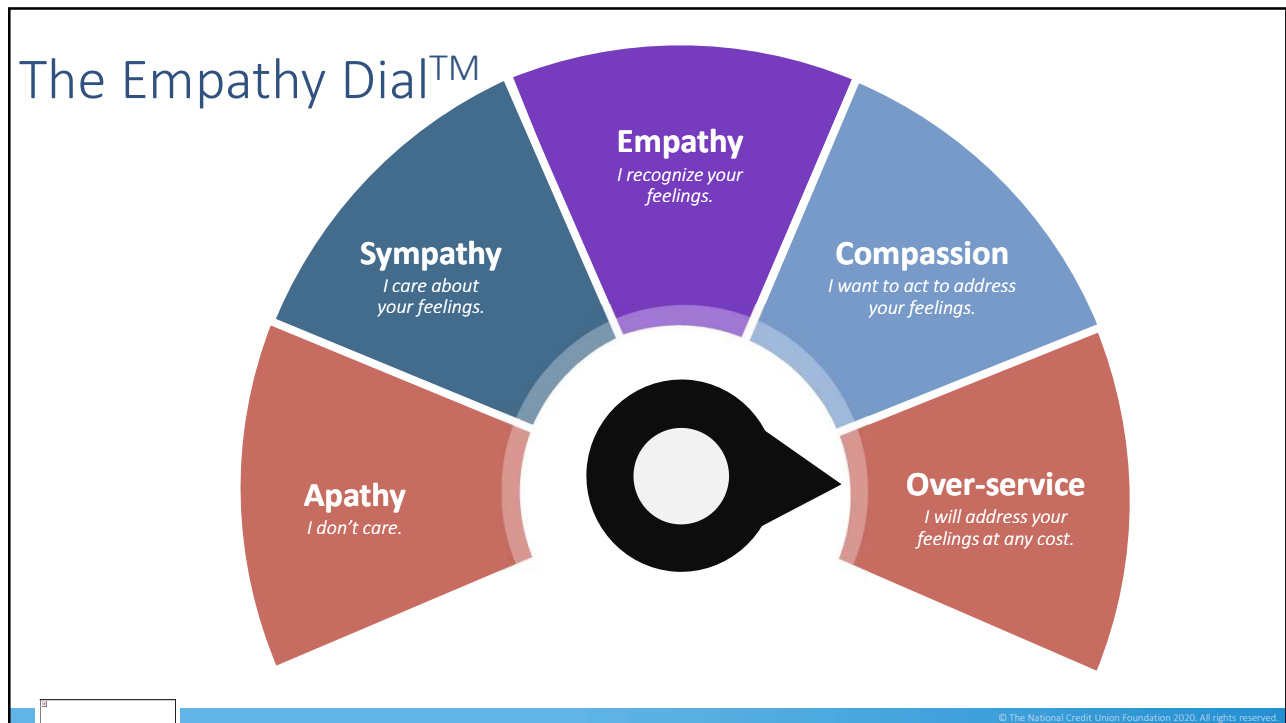 The Empathy Dial™
Empathy
I recognize your
feelings.
Sympathy
I care about
your feelings.
Compassion
I want to act to address
your feelings.
Apathy
I don’t care.
Over-service
I will address your
feelings at any cost.
© The National Credit Union Foundation 2020. All rights reserved.